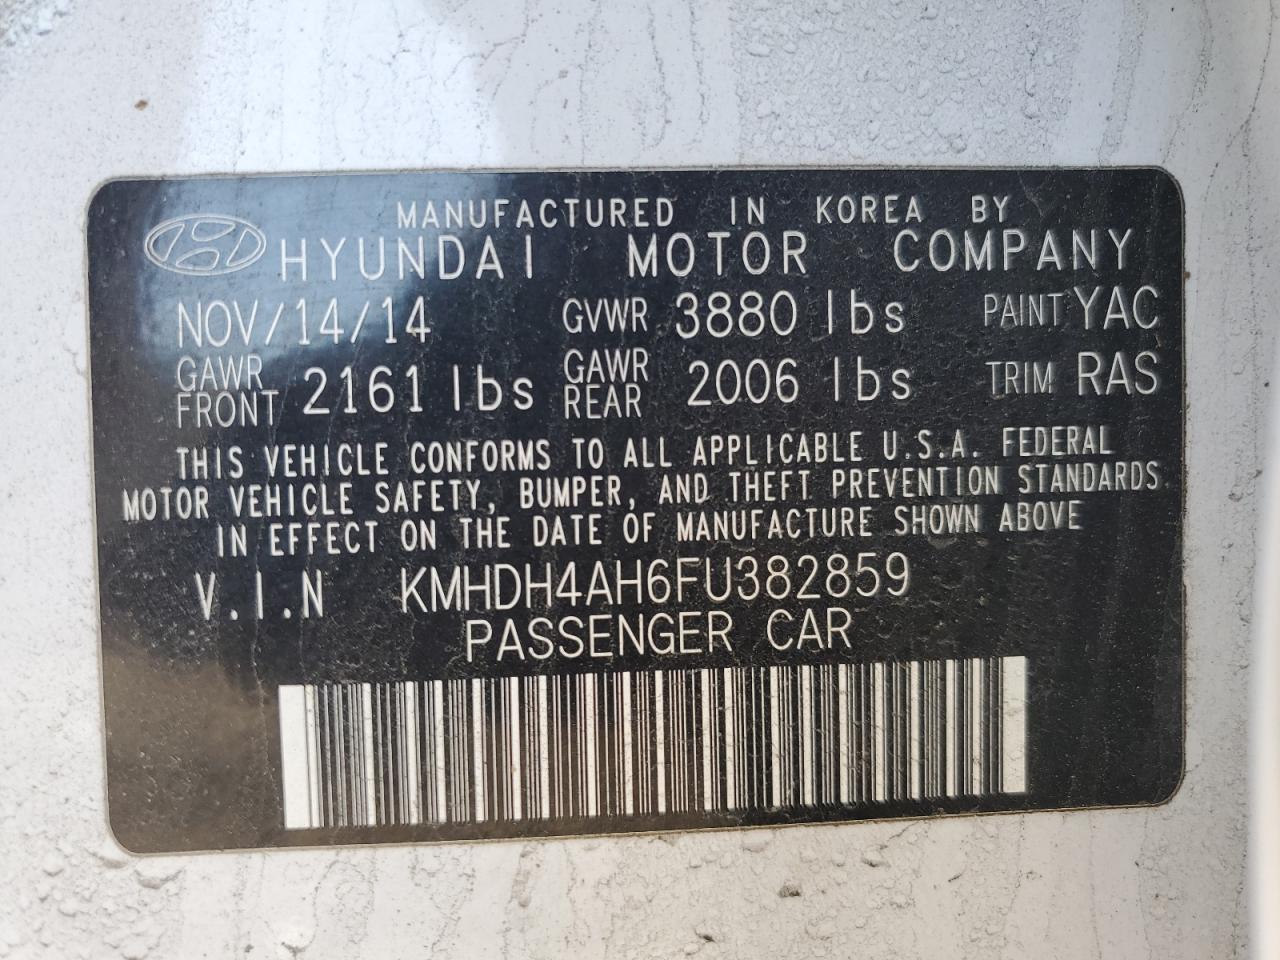 MANUFACTURED IN KOREA BY
HYUNDAI MOTOR COMPANY
NOV/14/14 GVWR 3880 lbs PAINT YAC
GAWR FRONT 2161 lbs GAWR REAR 2006 lbs TRIM RAS
THIS VEHICLE CONFORMS TO ALL APPLICABLE U.S.A. FEDERAL
MOTOR VEHICLE SAFETY, BUMPER, AND THEFT PREVENTION STANDARDS
IN EFFECT ON THE DATE OF MANUFACTURE SHOWN ABOVE
V.I.N KMHDH4AH6FU382859
PASSENGER CAR